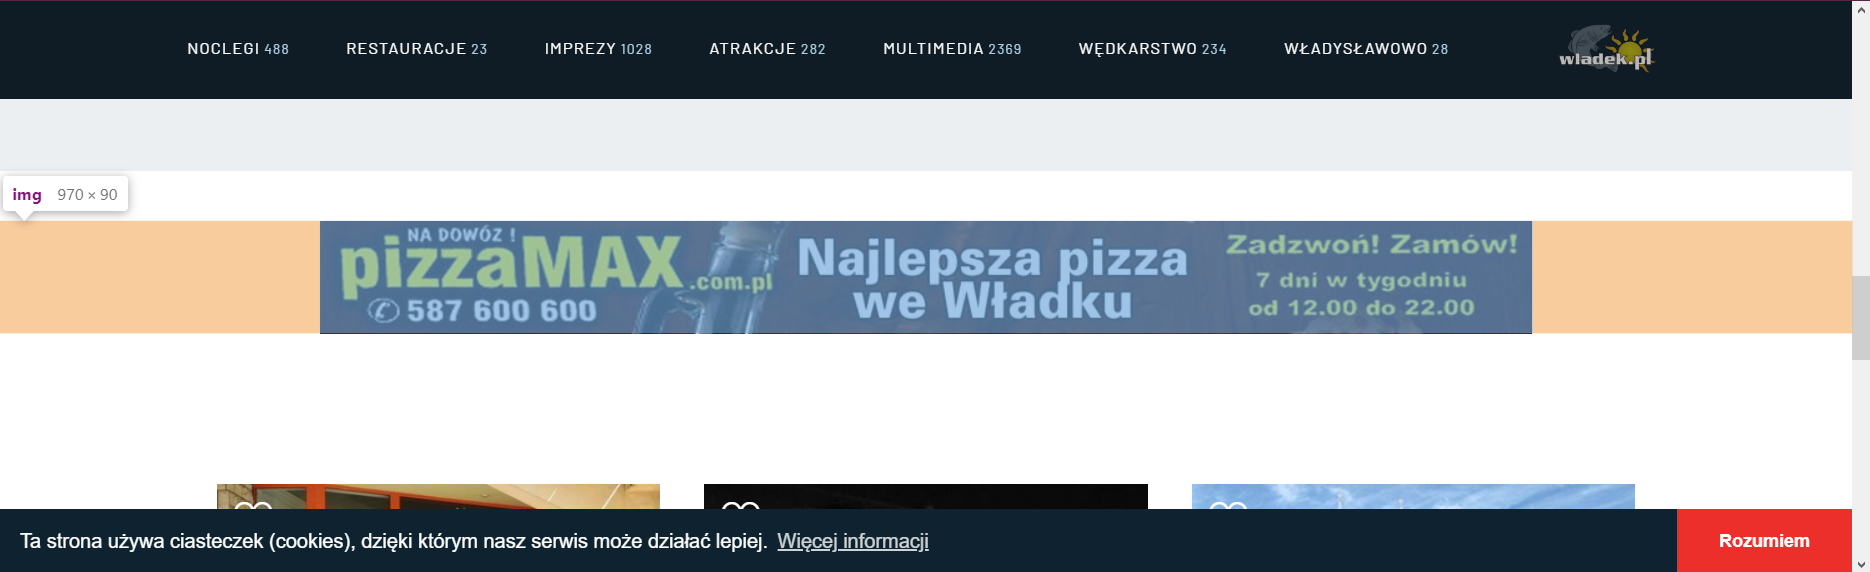 NOCLEGI 488 RESTAURACJE 23 IMPREZY 1028 ATRAKCJE 282 MULTIMEDIA 2369 WĘDKARSTWO 234 WŁADYSŁAWOWO 28
wladek.pl
img 970 × 90
NA DOWÓZ !
pizzaMAX.com.pl
587 600 600
Najlepsza pizza
we Władku
Zadzwoń! Zamów!
7 dni w tygodniu
od 12.00 do 22.00
Ta strona używa ciasteczek (cookies), dzięki którym nasz serwis może działać lepiej. Więcej informacji
Rozumiem